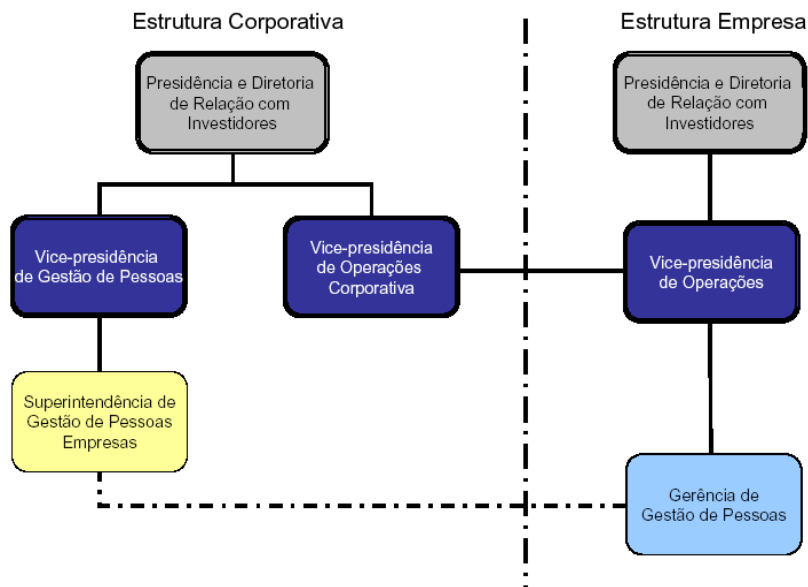 Estrutura Corporativa
Estrutura Empresa
Presidência e Diretoria
de Relação com
Investidores
Presidência e Diretoria
de Relação com
Investidores
Vice-presidência
de Gestão de Pessoas
Vice-presidência
de Operações
Corporativa
Vice-presidência
de Operações
Superintendência de
Gestão de Pessoas
Empresas
Gerência de
Gestão de Pessoas